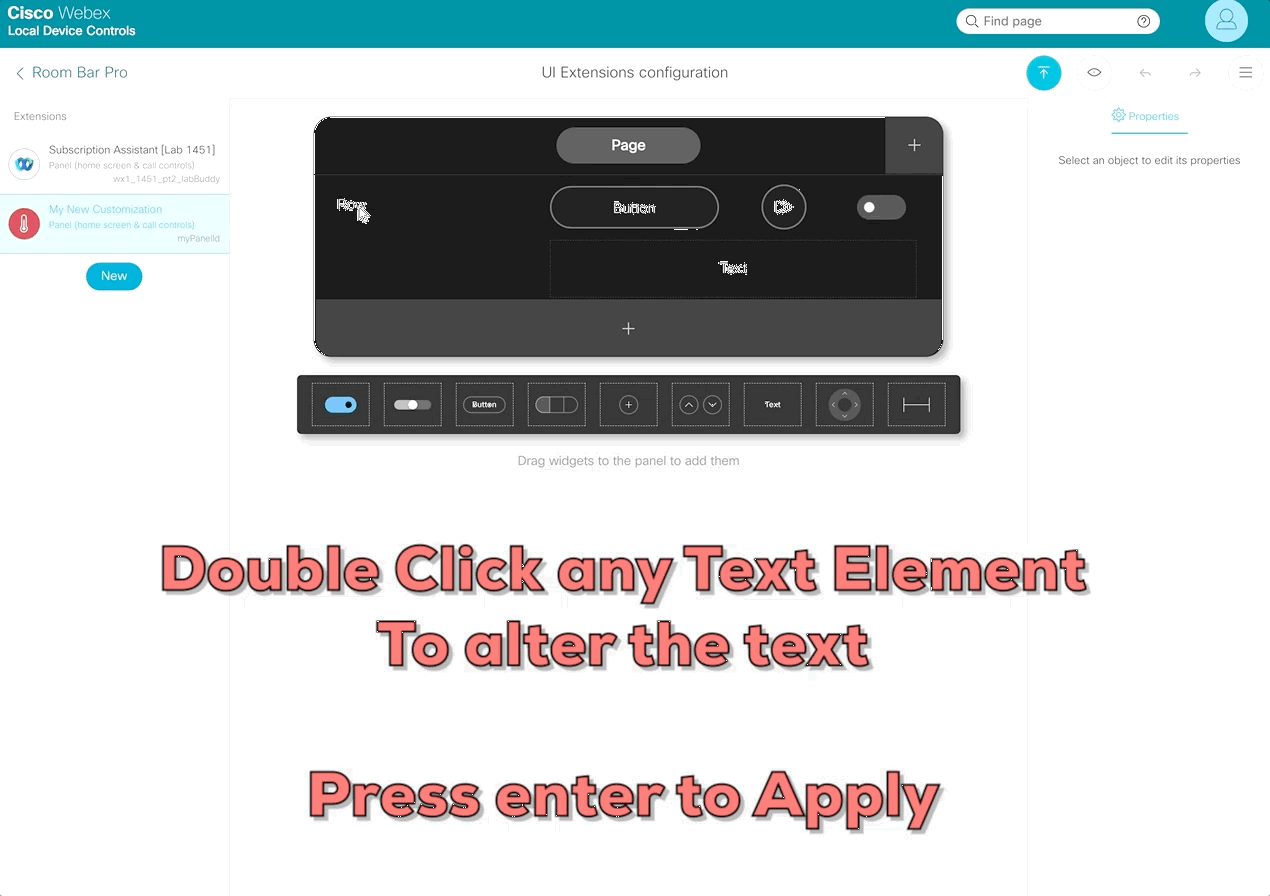 Cisco Webex
Local Device Controls
Find page
Room Bar Pro
UI Extensions configuration
Extensions
Properties
Subscription Assistant [Lab 1451]
Panel (home screen & call controls)
wx1_1451_pt2_labBuddy
My New Customization
Panel (home screen & call controls)
myPanelId
New
Page
Row
Button
Text
Select an object to edit its properties
Button
Text
Drag widgets to the panel to add them
Double Click any Text Element
To alter the text
Press enter to Apply